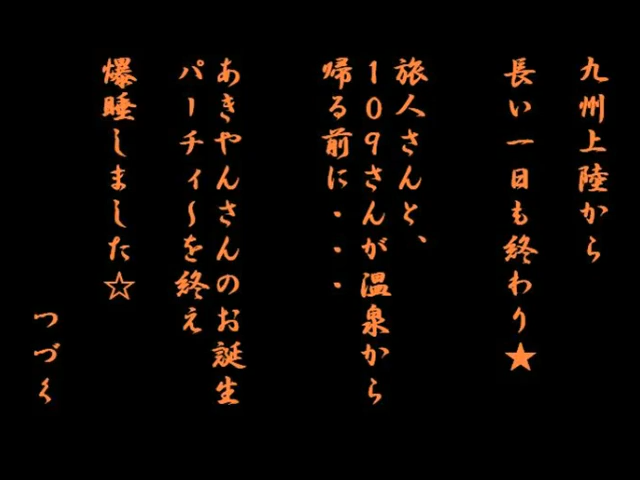 九州上陸から
長い一日も終わり★
旅人さんと、
109さんが温泉から
帰る前に・・・
あきやんさんのお誕生
パーティ～を終え
爆睡しました☆
つづく